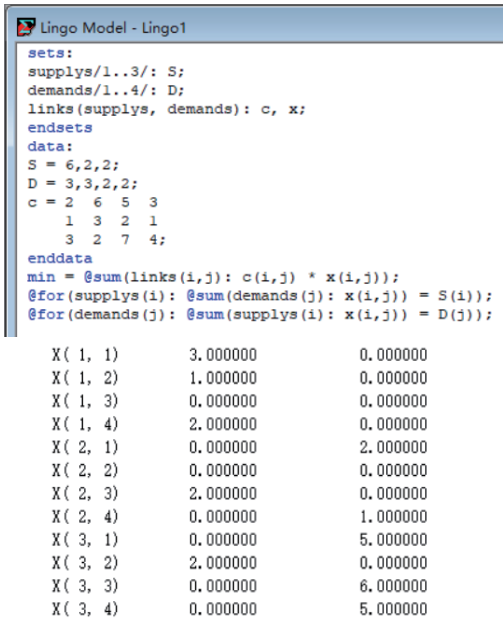 Lingo Model - Lingo1
sets:
supplys/1..3/: S;
demands/1..4/: D;
links(supplys, demands): c, x;
endsets
data:
S = 6,2,2;
D = 3,3,2,2;
c = 2 6 5 3
1 3 2 1
3 2 7 4;
enddata
min = @sum(links(i,j): c(i,j) * x(i,j));
@for(supplys(i): @sum(demands(j): x(i,j)) = S(i));
@for(demands(j): @sum(supplys(i): x(i,j)) = D(j));
X( 1, 1) 3.000000 0.000000
X( 1, 2) 1.000000 0.000000
X( 1, 3) 0.000000 0.000000
X( 1, 4) 2.000000 0.000000
X( 2, 1) 0.000000 2.000000
X( 2, 2) 0.000000 0.000000
X( 2, 3) 2.000000 0.000000
X( 2, 4) 0.000000 1.000000
X( 3, 1) 0.000000 5.000000
X( 3, 2) 2.000000 0.000000
X( 3, 3) 0.000000 6.000000
X( 3, 4) 0.000000 5.000000